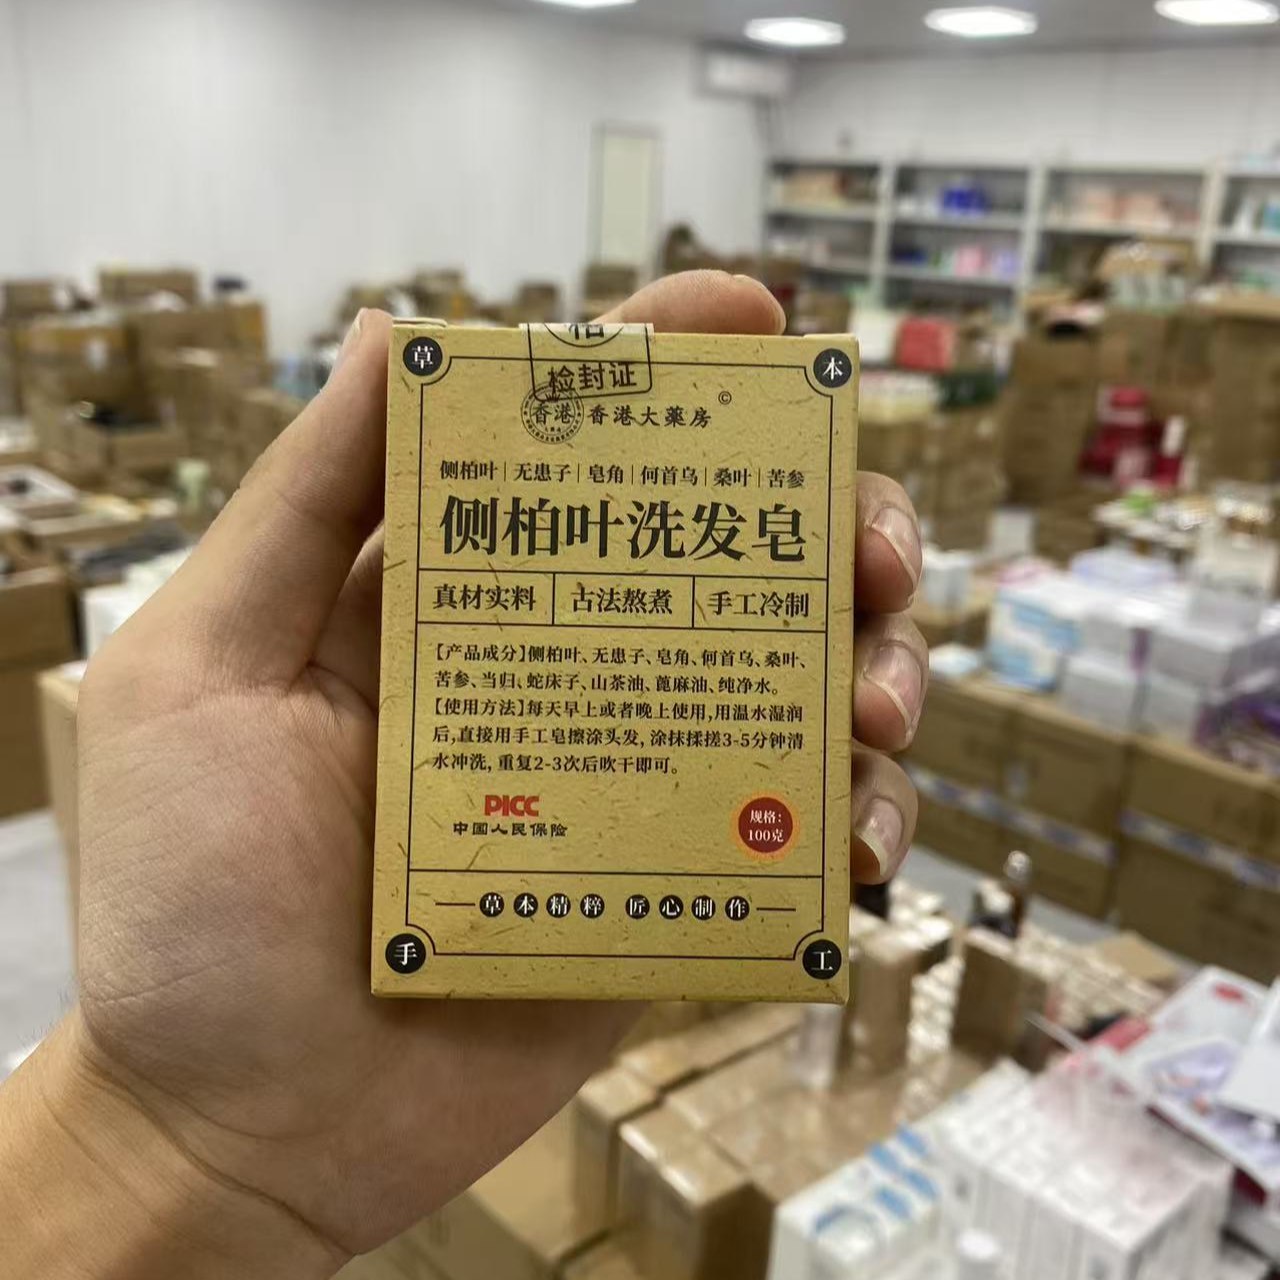 草
本
检封证
香港
香港大藥房
©
侧柏叶|无患子|皂角|何首乌|桑叶|苦参
侧柏叶洗发皂
真材实料
古法熬煮
手工冷制
【产品成分】侧柏叶、无患子、皂角、何首乌、桑叶、
苦参、当归、蛇床子、山茶油、蓖麻油、纯净水。
【使用方法】每天早上或者晚上使用,用温水湿润
后,直接用手工皂擦涂头发,涂抹揉搓3-5分钟清
水冲洗,重复2-3次后吹干即可。
PICC
中国人民保险
规格:
100克
草本精粹 匠心制作
手
工